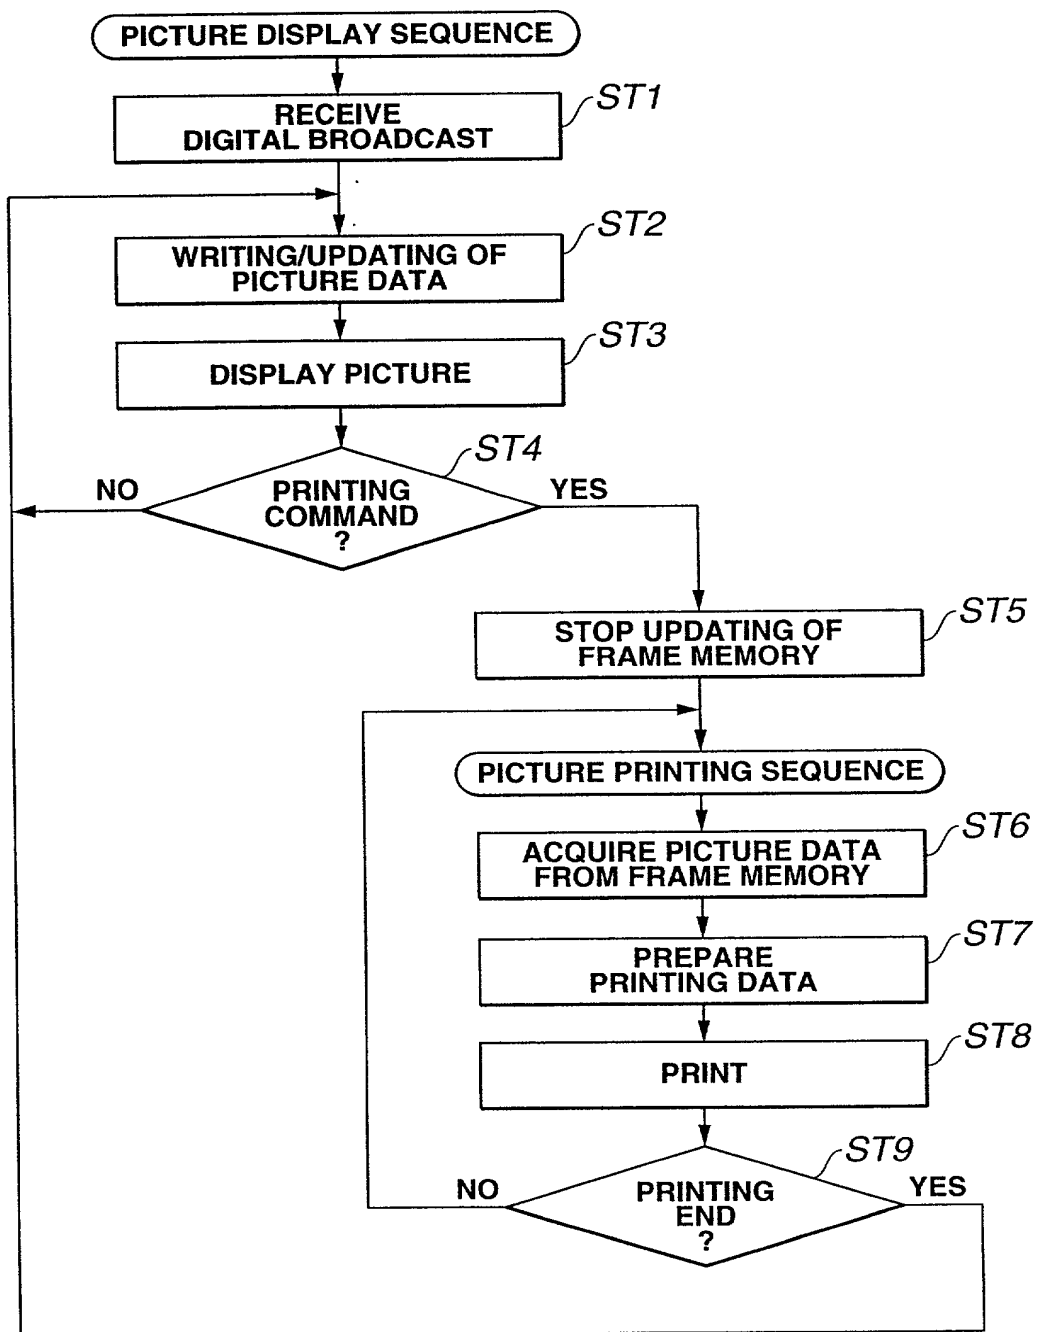 PICTURE DISPLAY SEQUENCE
ST1
RECEIVE
DIGITAL BROADCAST
ST2
WRITING/UPDATING OF
PICTURE DATA
ST3
DISPLAY PICTURE
ST4
NO
PRINTING
COMMAND
?
YES
ST5
STOP UPDATING OF
FRAME MEMORY
PICTURE PRINTING SEQUENCE
ST6
ACQUIRE PICTURE DATA
FROM FRAME MEMORY
ST7
PREPARE
PRINTING DATA
ST8
PRINT
ST9
NO
PRINTING
END
?
YES